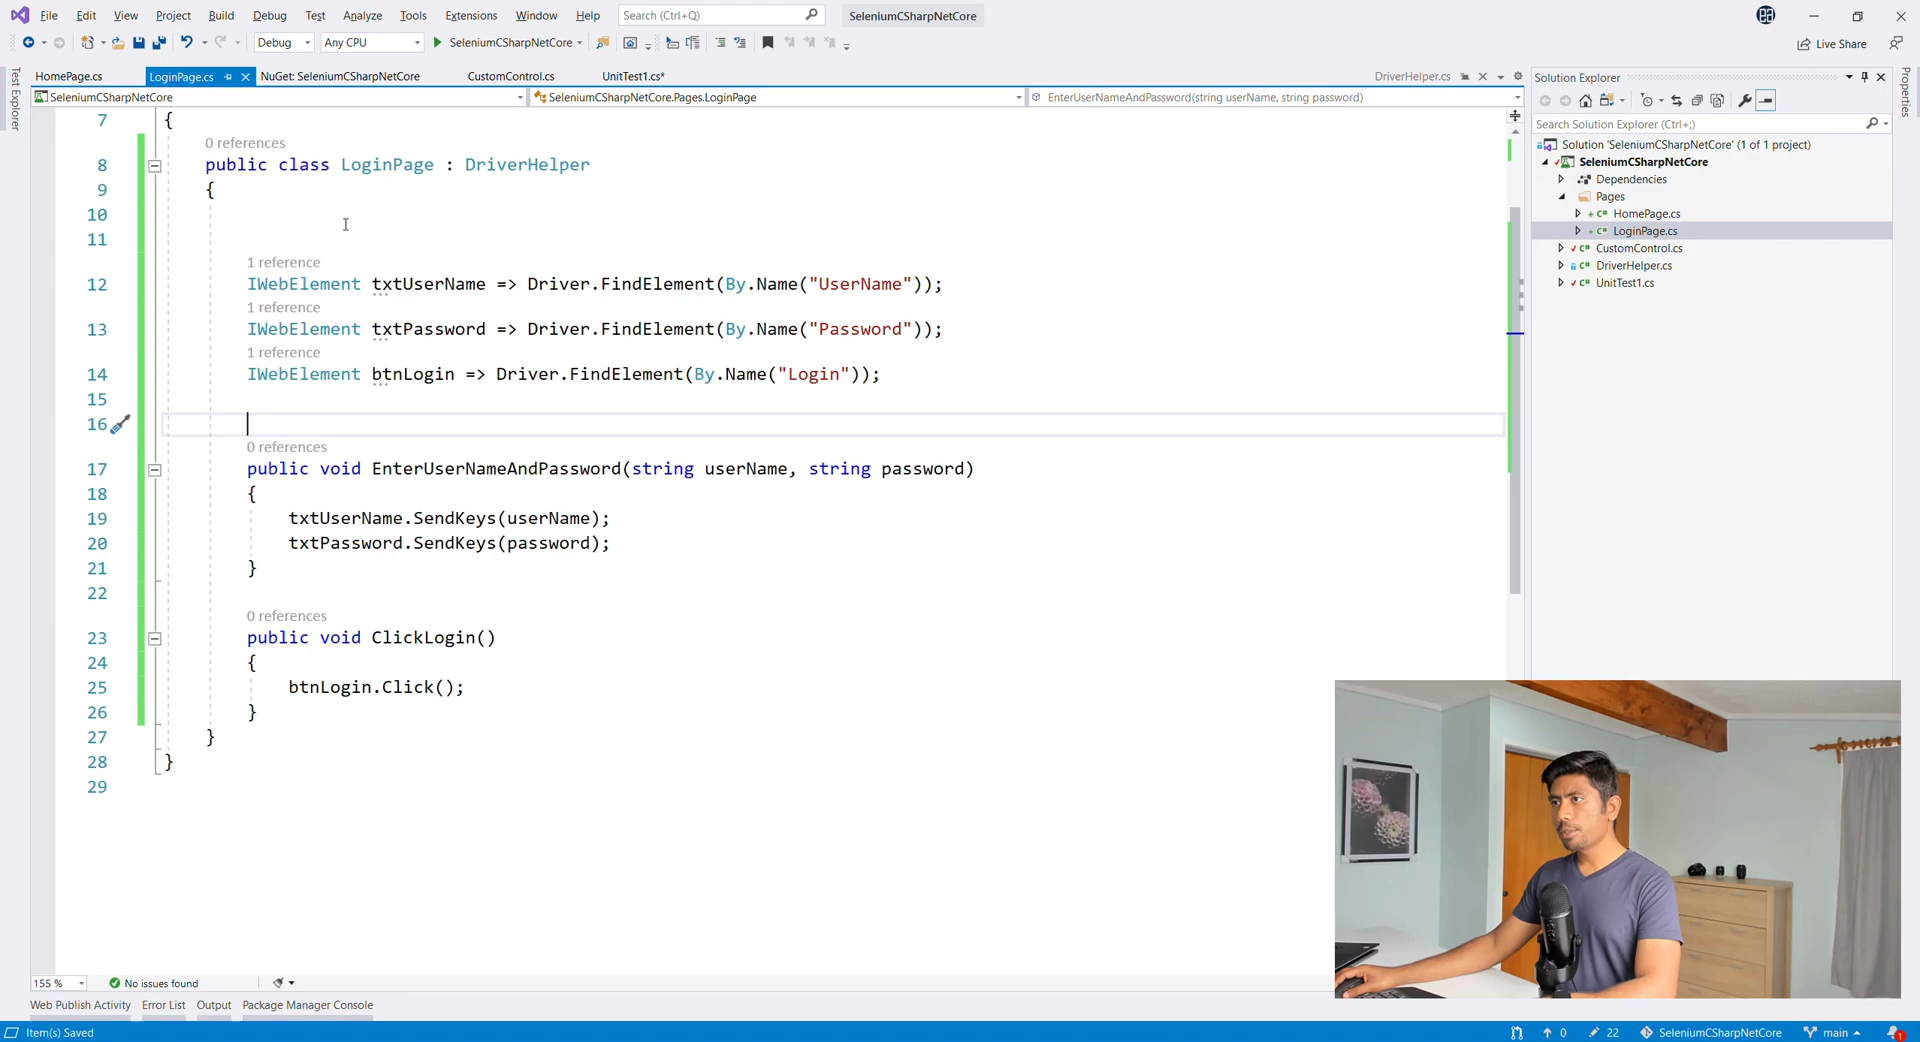 File Edit View Project Build Debug Test Analyze Tools Extensions Window Help Search (Ctrl+Q) SeleniumCSharpNetCore
Debug Any CPU SeleniumCSharpNetCore Live Share
HomePage.cs LoginPage.cs NuGet: SeleniumCSharpNetCore CustomControl.cs UnitTest1.cs* DriverHelper.cs
SeleniumCSharpNetCore SeleniumCSharpNetCore.Pages.LoginPage EnterUserNameAndPassword(string userName, string password)
Test Explorer
7 {
0 references
8 public class LoginPage : DriverHelper
9 {
10
11
1 reference
12 IWebElement txtUserName => Driver.FindElement(By.Name("UserName"));
1 reference
13 IWebElement txtPassword => Driver.FindElement(By.Name("Password"));
1 reference
14 IWebElement btnLogin => Driver.FindElement(By.Name("Login"));
15
16
0 references
17 public void EnterUserNameAndPassword(string userName, string password)
18 {
19 txtUserName.SendKeys(userName);
20 txtPassword.SendKeys(password);
21 }
22
0 references
23 public void ClickLogin()
24 {
25 btnLogin.Click();
26 }
27 }
28 }
29
155 % No issues found
Web Publish Activity Error List Output Package Manager Console
Item(s) Saved 0 22 SeleniumCSharpNetCore main 1
Solution Explorer
Search Solution Explorer (Ctrl+;)
Solution 'SeleniumCSharpNetCore' (1 of 1 project)
SeleniumCSharpNetCore
Dependencies
Pages
C# HomePage.cs
C# LoginPage.cs
C# CustomControl.cs
C# DriverHelper.cs
C# UnitTest1.cs
Properties